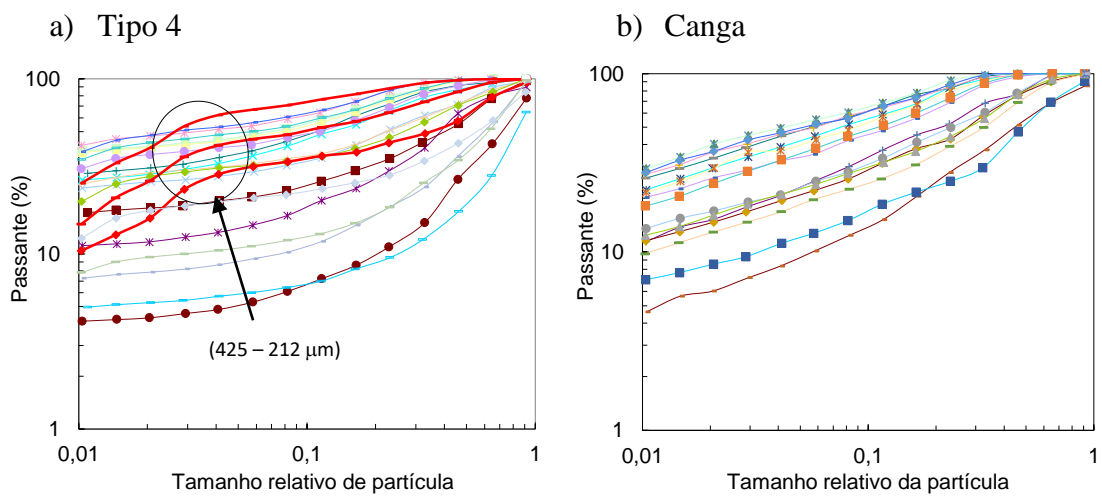 a) Tipo 4
Passante (%)
100
10
1
0,01
0,1
1
(425 – 212 µm)
Tamanho relativo de partícula
b) Canga
Passante (%)
100
10
1
0,01
0,1
1
Tamanho relativo da partícula